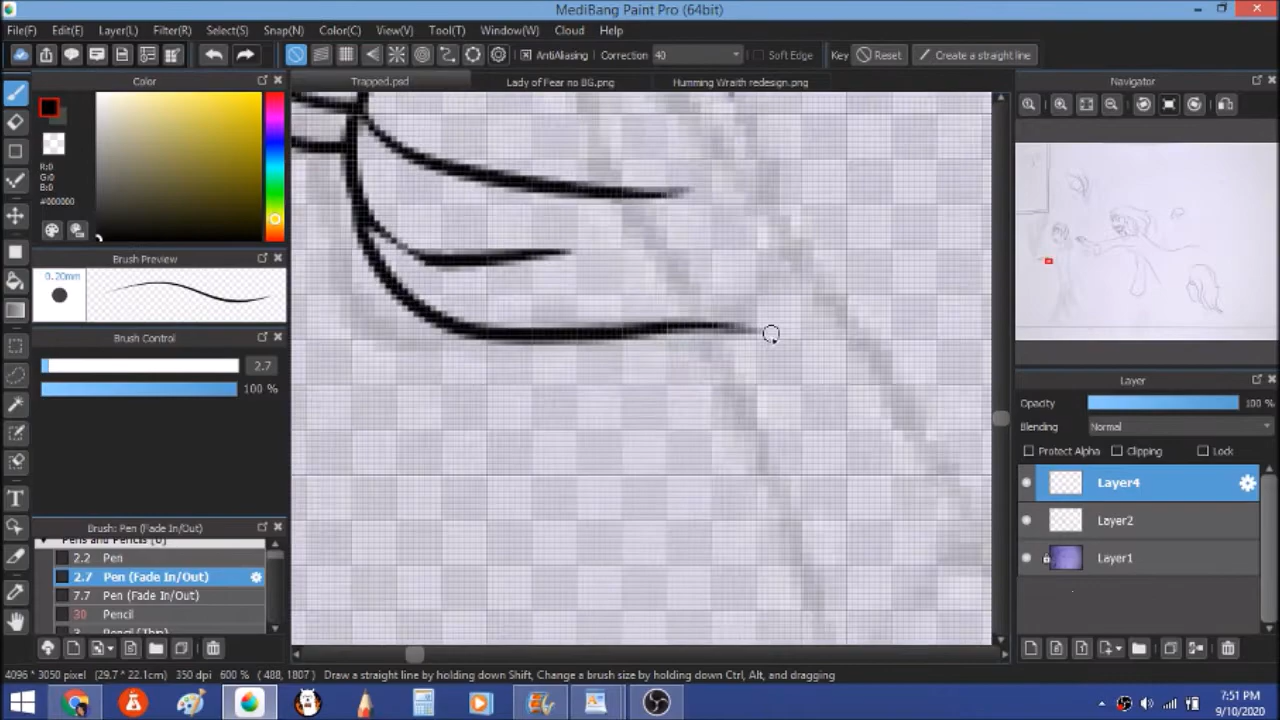 MediBang Paint Pro (64bit)
File(F) Edit(E) Layer(L) Filter(R) Select(S) Snap(N) Color(C) View(V) Tool(T) Window(W) Cloud Help
AntiAliasing Correction 40 Soft Edge Key Reset Create a straight line
Color
Trapped.psd Lady of Fear no BG.png Humming Wraith redesign.png
Navigator
R:0
G:0
B:0
#000000
Brush Preview
0.20mm
Brush Control
2.7
100 %
Layer
Opacity 100 %
Blending Normal
Protect Alpha Clipping Lock
Layer4
Layer2
Layer1
Brush: Pen (Fade In/Out)
2.2 Pen
2.7 Pen (Fade In/Out)
7.7 Pen (Fade In/Out)
30 Pencil
4096 * 3050 pixel (29.7 * 22.1cm) 350 dpi 600 % ( 488, 1807 ) Draw a straight line by holding down Shift, Change a brush size by holding down Ctrl, Alt, and dragging
7:51 PM
9/10/2020